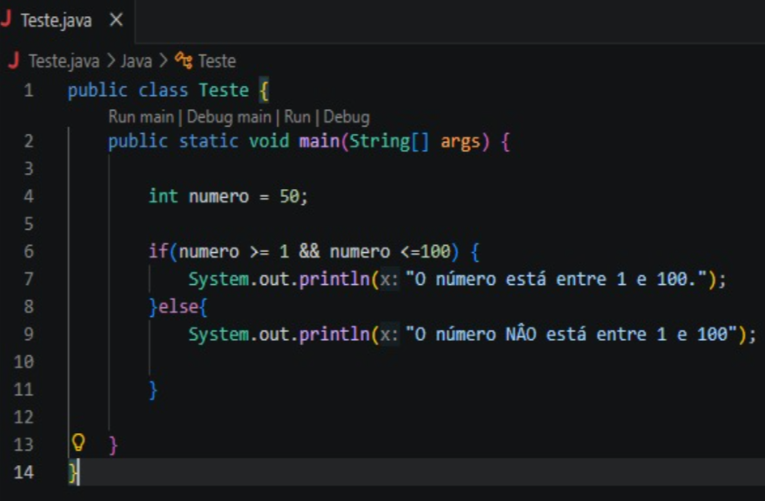 J Teste.java ×
J Teste.java > Java > Teste
1 public class Teste {
Run main | Debug main | Run | Debug
2 public static void main(String[] args) {
3
4 int numero = 50;
5
6 if(numero >= 1 && numero <=100) {
7 System.out.println(x: "O número está entre 1 e 100.");
8 }else{
9 System.out.println(x: "O número NÃO está entre 1 e 100");
10
11 }
12
13 }
14 }